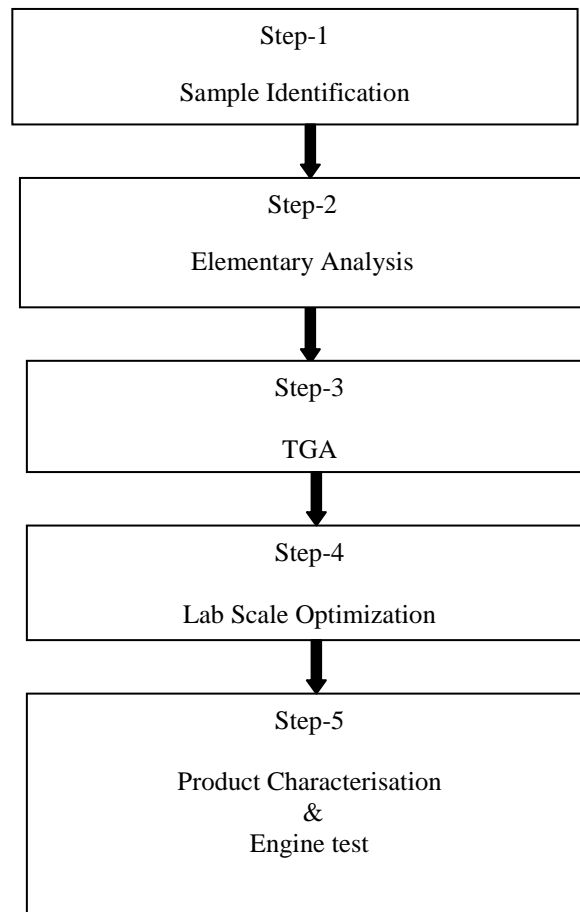 Step-1
Sample Identification
Step-2
Elementary Analysis
Step-3
TGA
Step-4
Lab Scale Optimization
Step-5
Product Characterisation
&
Engine test